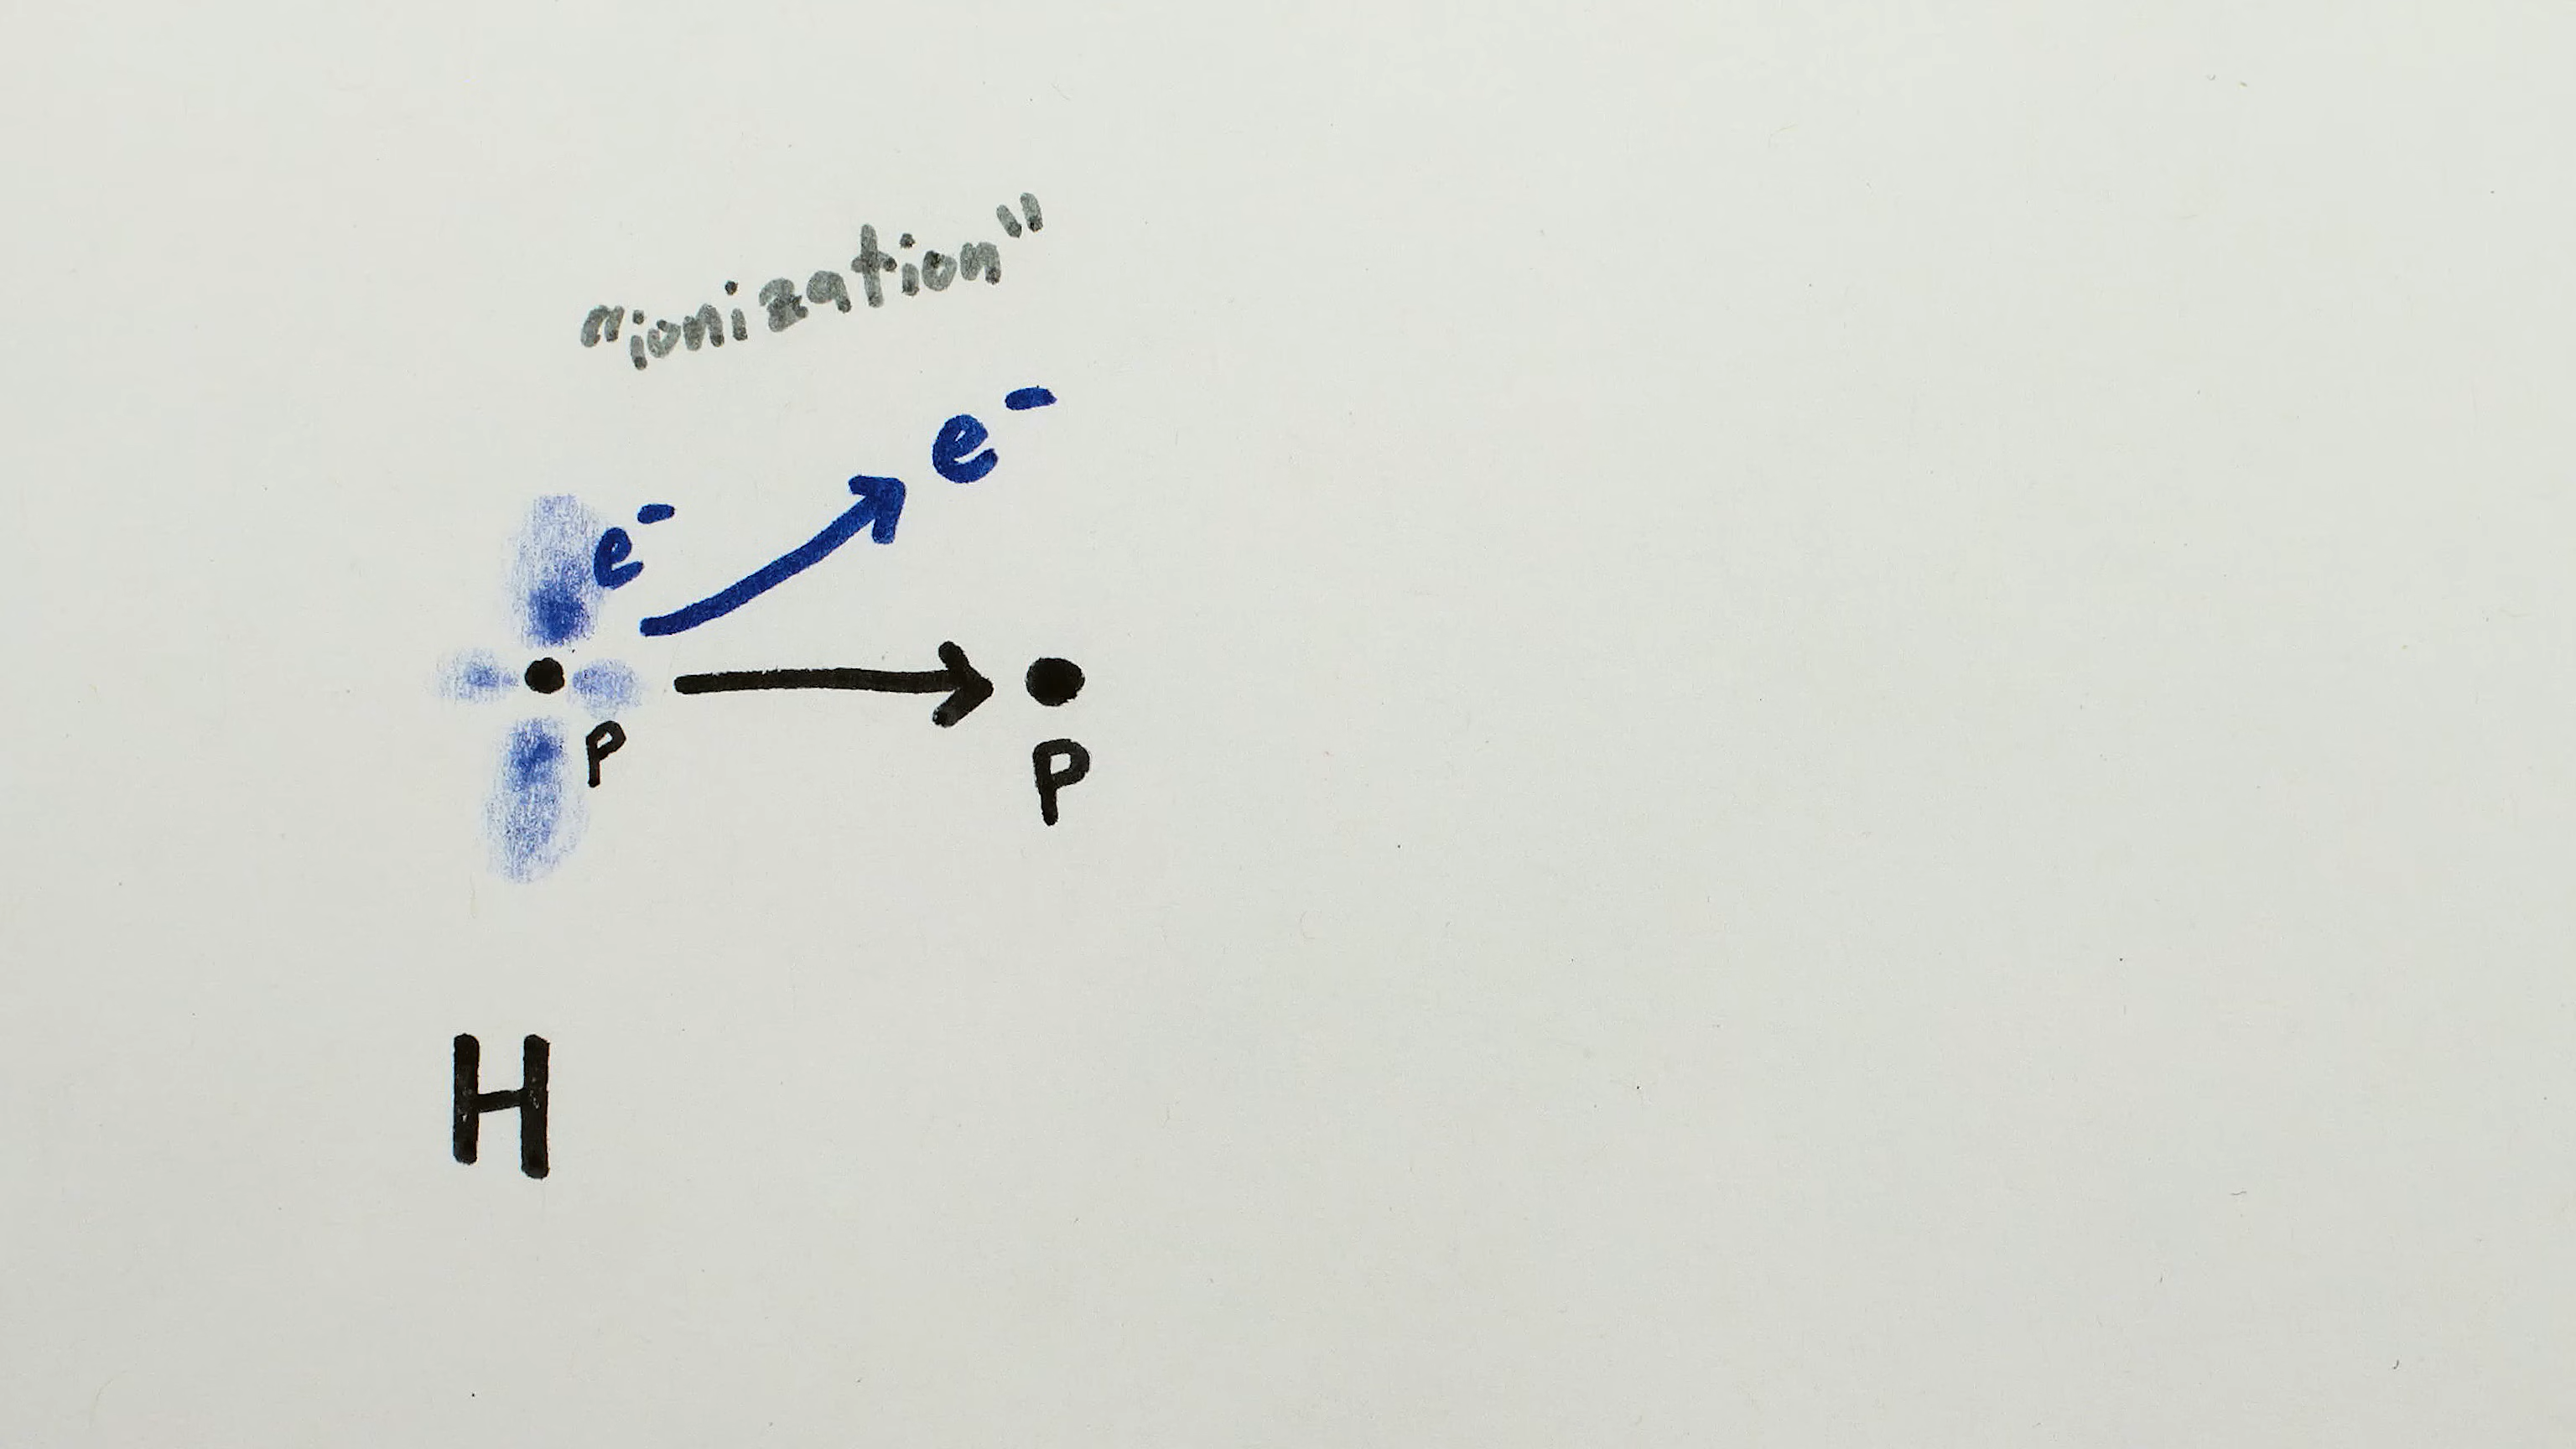 "ionization"
e⁻
e⁻
P
P
H